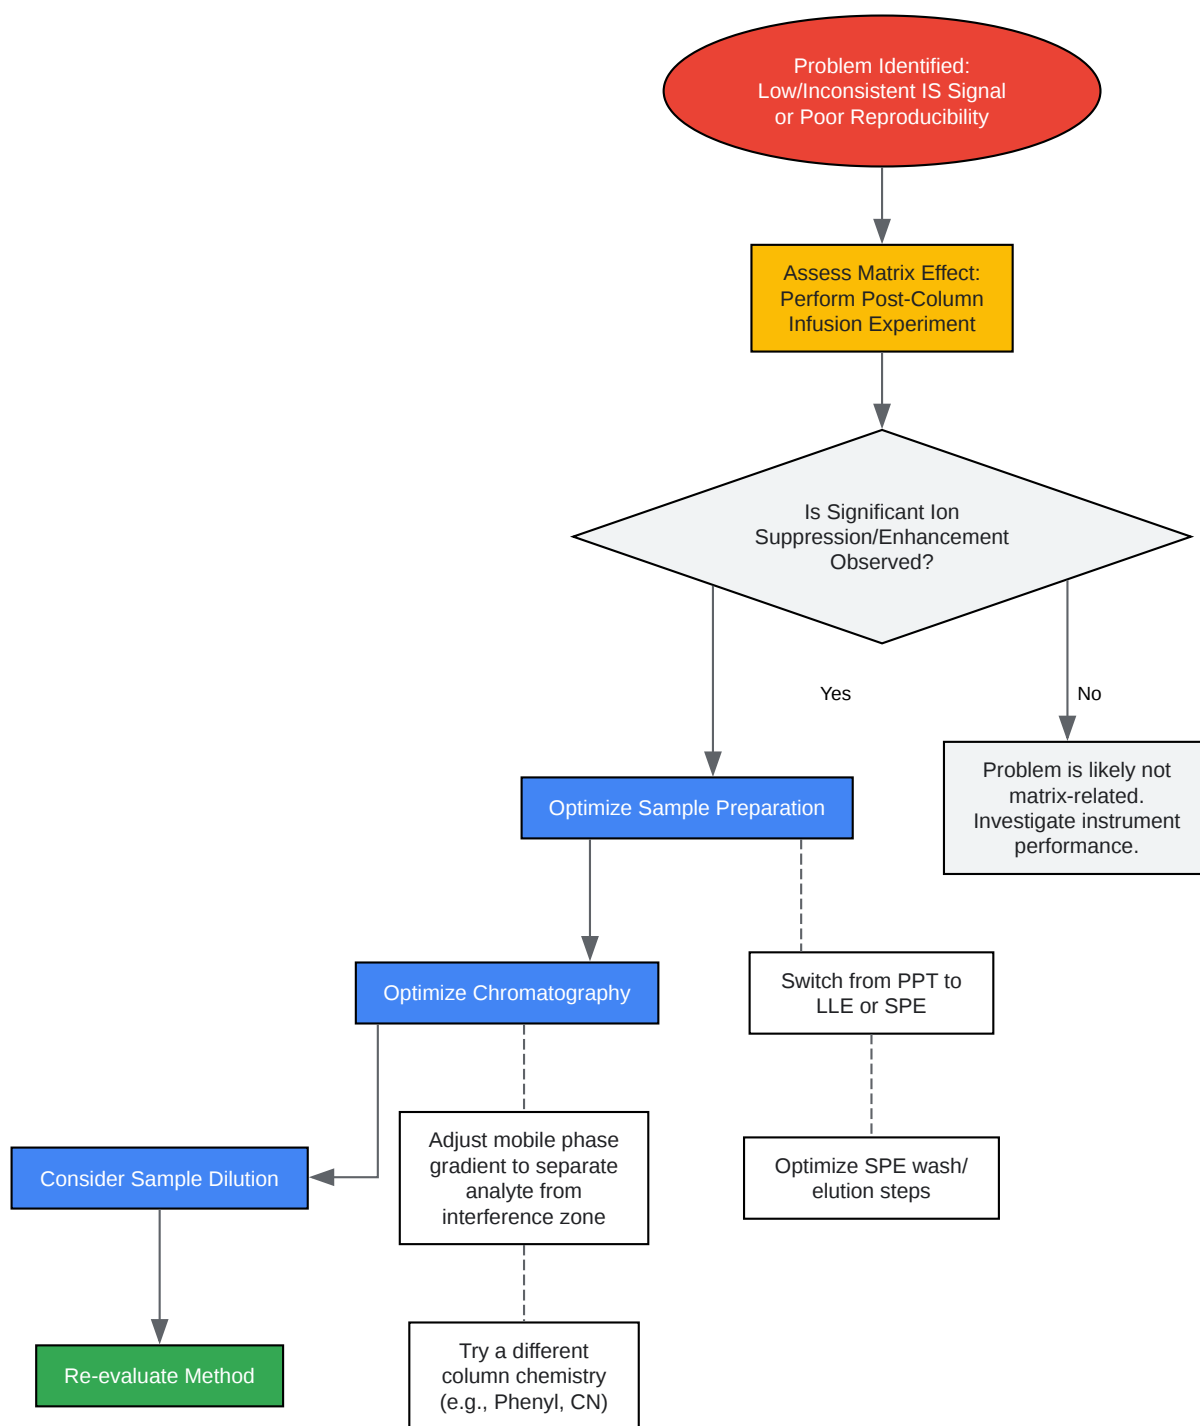 Problem Identified:
Low/Inconsistent IS Signal
or Poor Reproducibility
Assess Matrix Effect:
Perform Post-Column
Infusion Experiment
Is Significant Ion
Suppression/Enhancement
Observed?
Yes
No
Problem is likely not
matrix-related.
Investigate instrument
performance.
Optimize Sample Preparation
Switch from PPT to
LLE or SPE
Optimize Chromatography
Adjust mobile phase
gradient to separate
analyte from
interference zone
Optimize SPE wash/
elution steps
Consider Sample Dilution
Try a different
column chemistry
(e.g., Phenyl, CN)
Re-evaluate Method